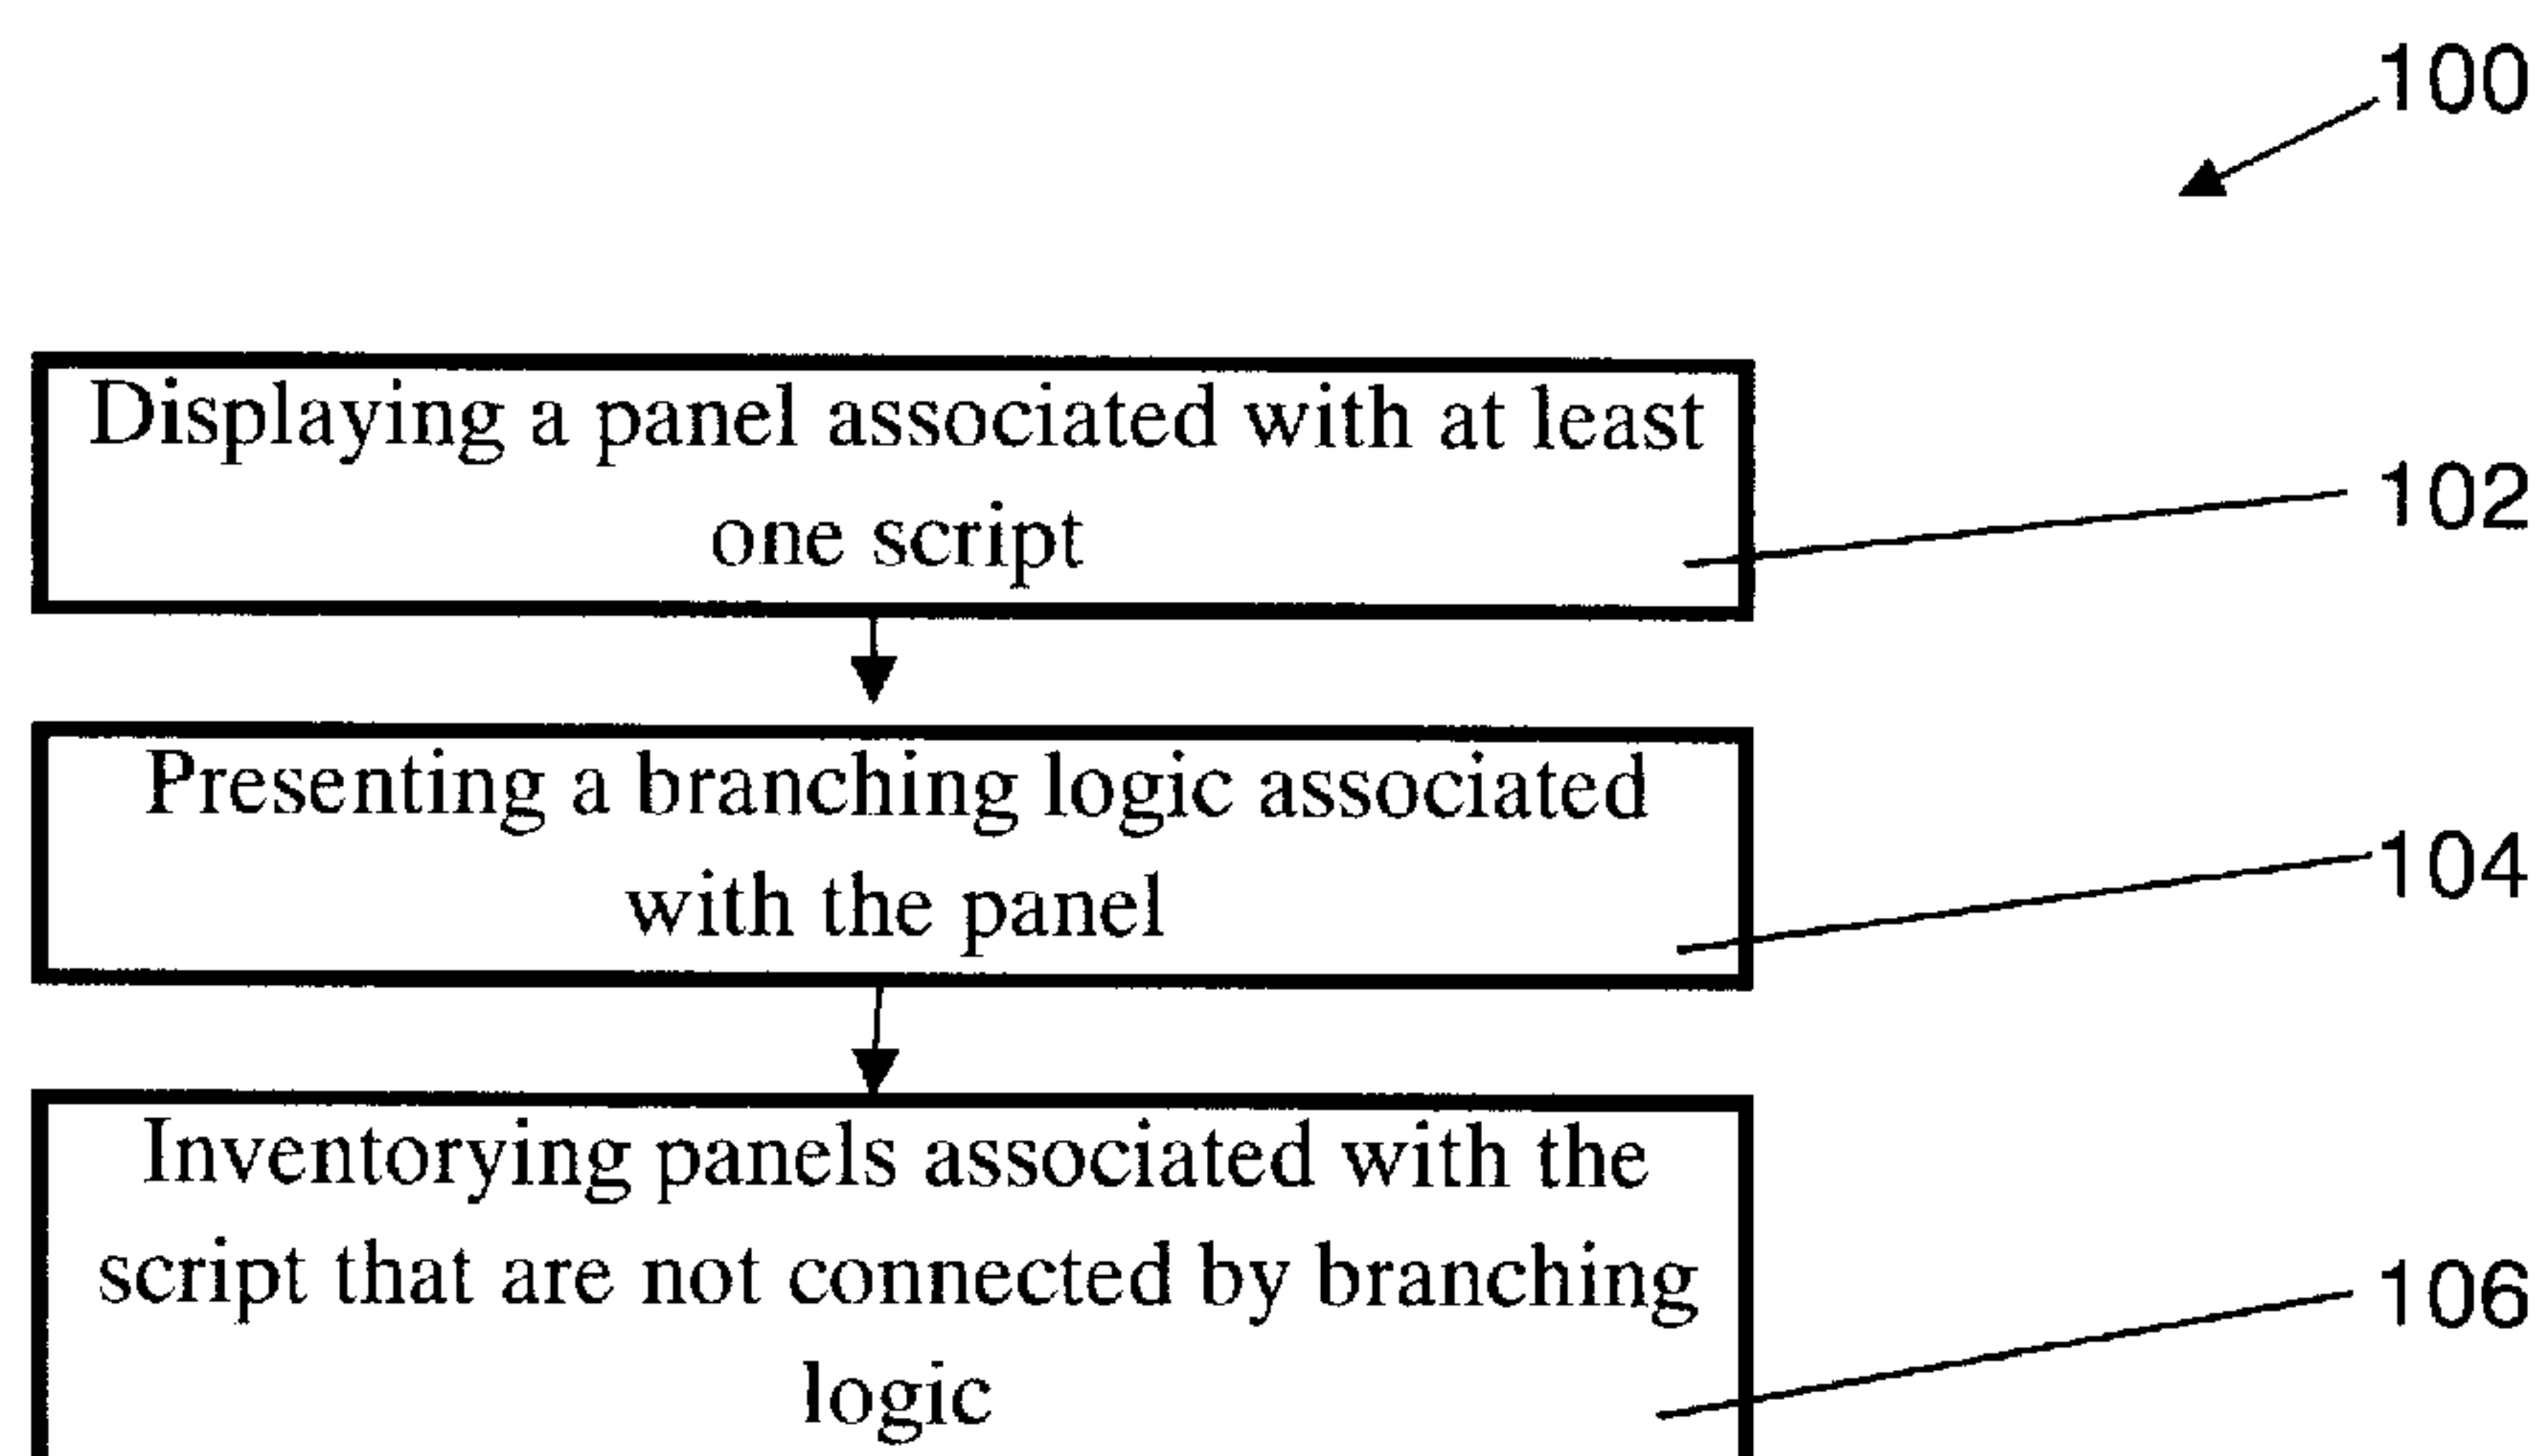 100
Displaying a panel associated with at least
one script
102
Presenting a branching logic associated
with the panel
104
Inventorying panels associated with the
script that are not connected by branching
logic
106